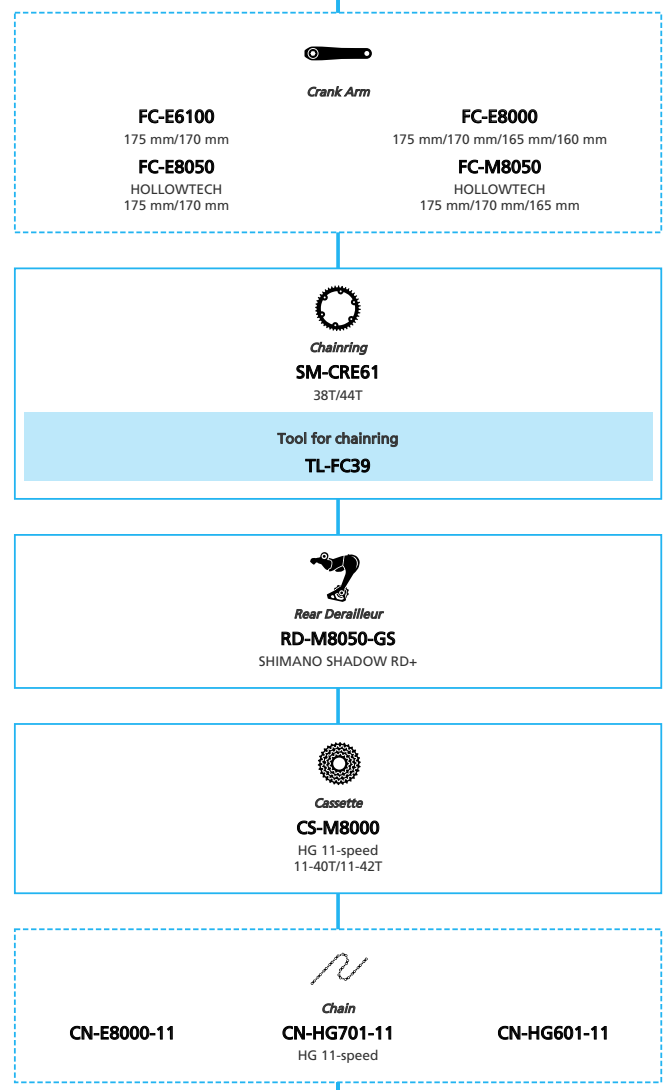 Crank Arm
FC-E6100
175 mm/170 mm
FC-E8000
175 mm/170 mm/165 mm/160 mm
FC-E8050
HOLLOWTECH
175 mm/170 mm
FC-M8050
HOLLOWTECH
175 mm/170 mm/165 mm
Chainring
SM-CRE61
38T/44T
Tool for chainring
TL-FC39
Rear Derailleur
RD-M8050-GS
SHIMANO SHADOW RD+
Cassette
CS-M8000
HG 11-speed
11-40T/11-42T
Chain
CN-E8000-11
CN-HG701-11
HG 11-speed
CN-HG601-11